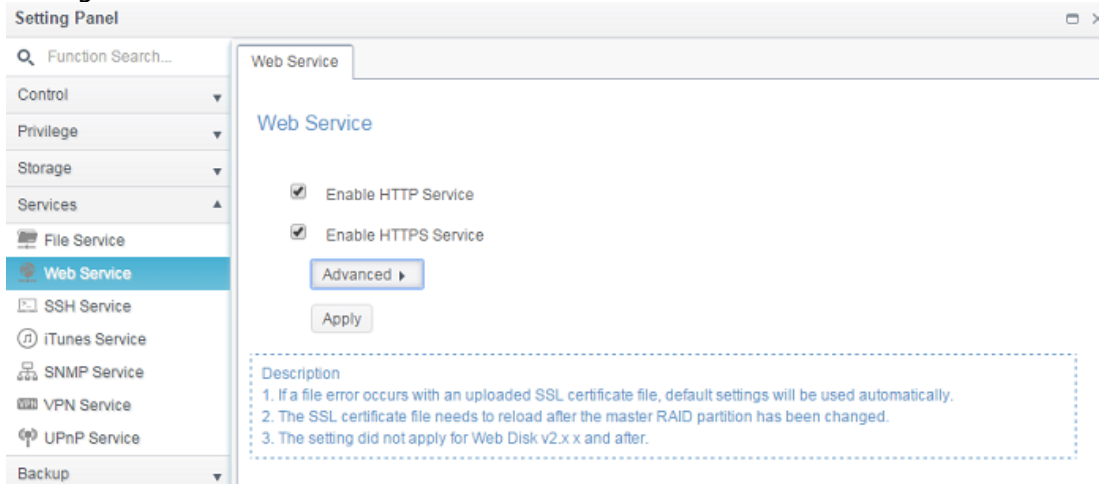 Setting Panel
Function Search...
Control
Privilege
Storage
Services
File Service
Web Service
SSH Service
iTunes Service
SNMP Service
VPN Service
UPnP Service
Backup
Web Service
Web Service
Enable HTTP Service
Enable HTTPS Service
Advanced
Apply
Description
1. If a file error occurs with an uploaded SSL certificate file, default settings will be used automatically.
2. The SSL certificate file needs to reload after the master RAID partition has been changed.
3. The setting did not apply for Web Disk v2.x x and after.